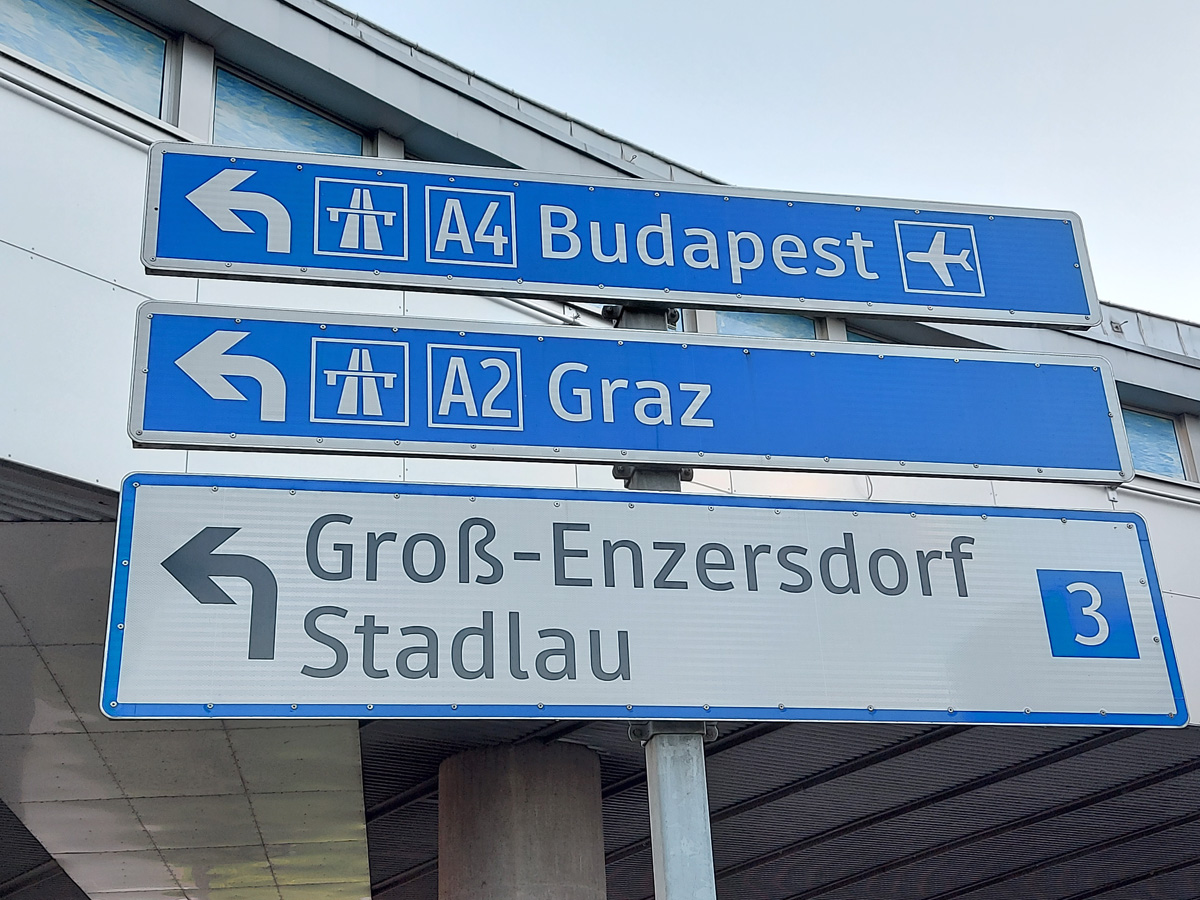 A4 Budapest
A2 Graz
Groß-Enzersdorf
Stadlau
3